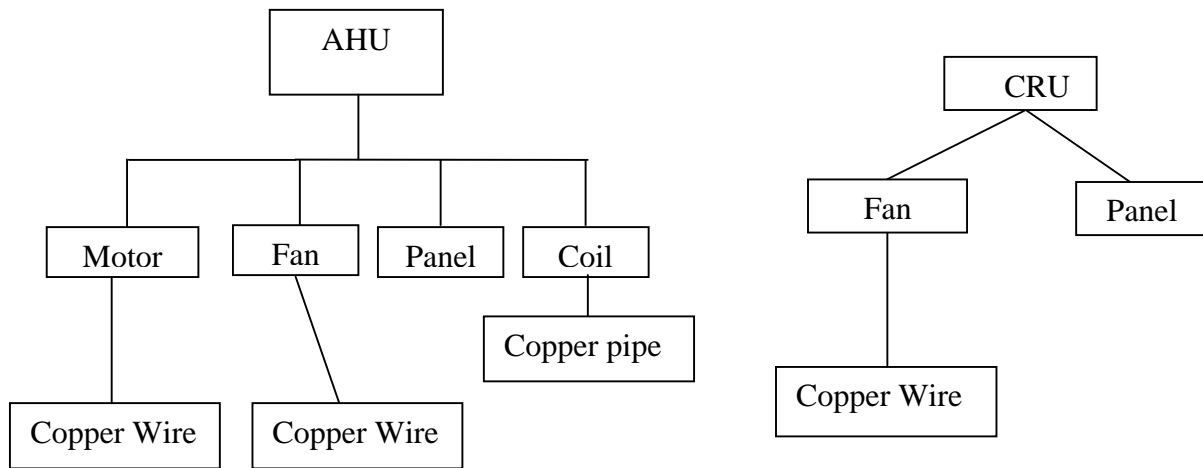 AHU
CRU
Motor
Fan
Panel
Coil
Fan
Panel
Copper pipe
Copper Wire
Copper Wire
Copper Wire